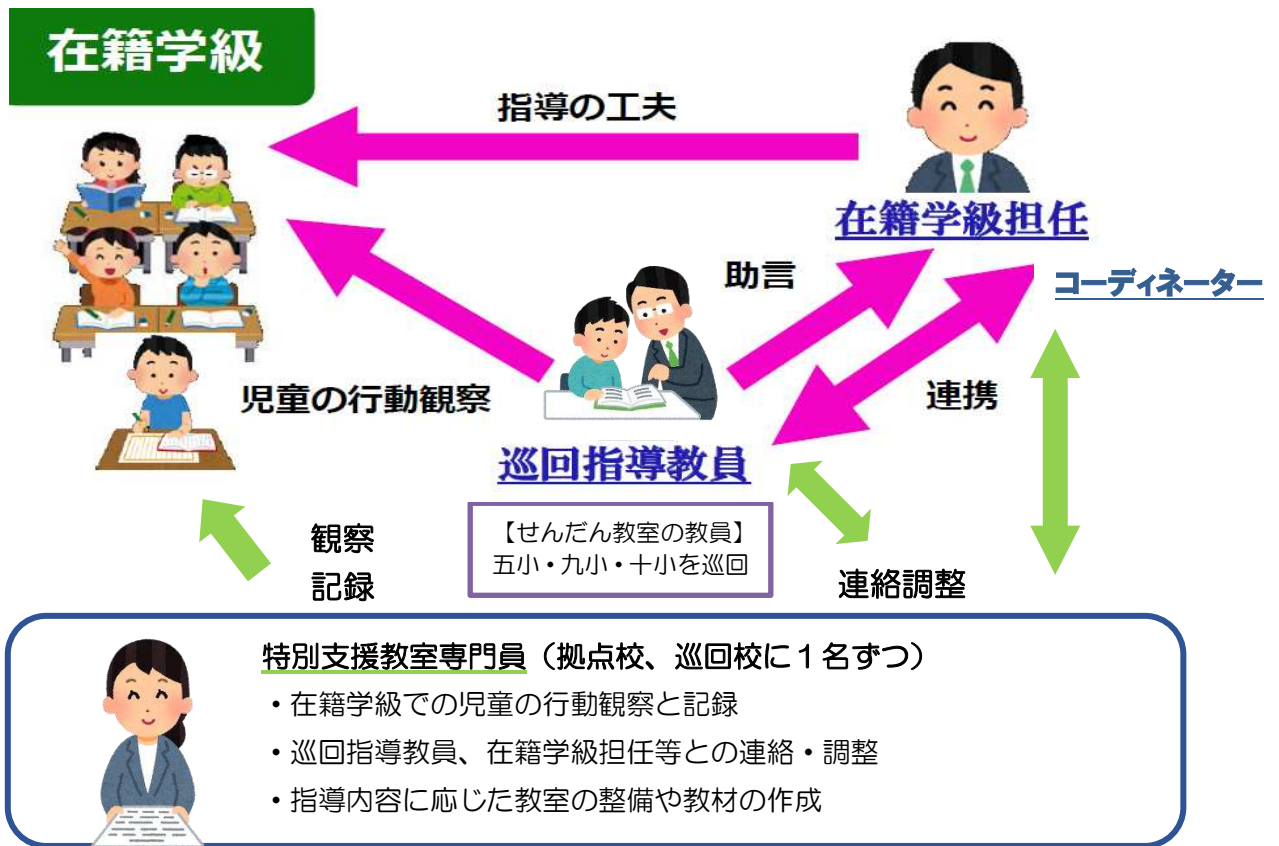 在籍学級
指導の工夫
在籍学級担任
助言
コーディネーター
連携
児童の行動観察
巡回指導教員
【せんだん教室の教員】
五小・九小・十小を巡回
観察
記録
連絡調整
特別支援教室専門員（拠点校、巡回校に１名ずつ）
・在籍学級での児童の行動観察と記録
・巡回指導教員、在籍学級担任等との連絡・調整
・指導内容に応じた教室の整備や教材の作成